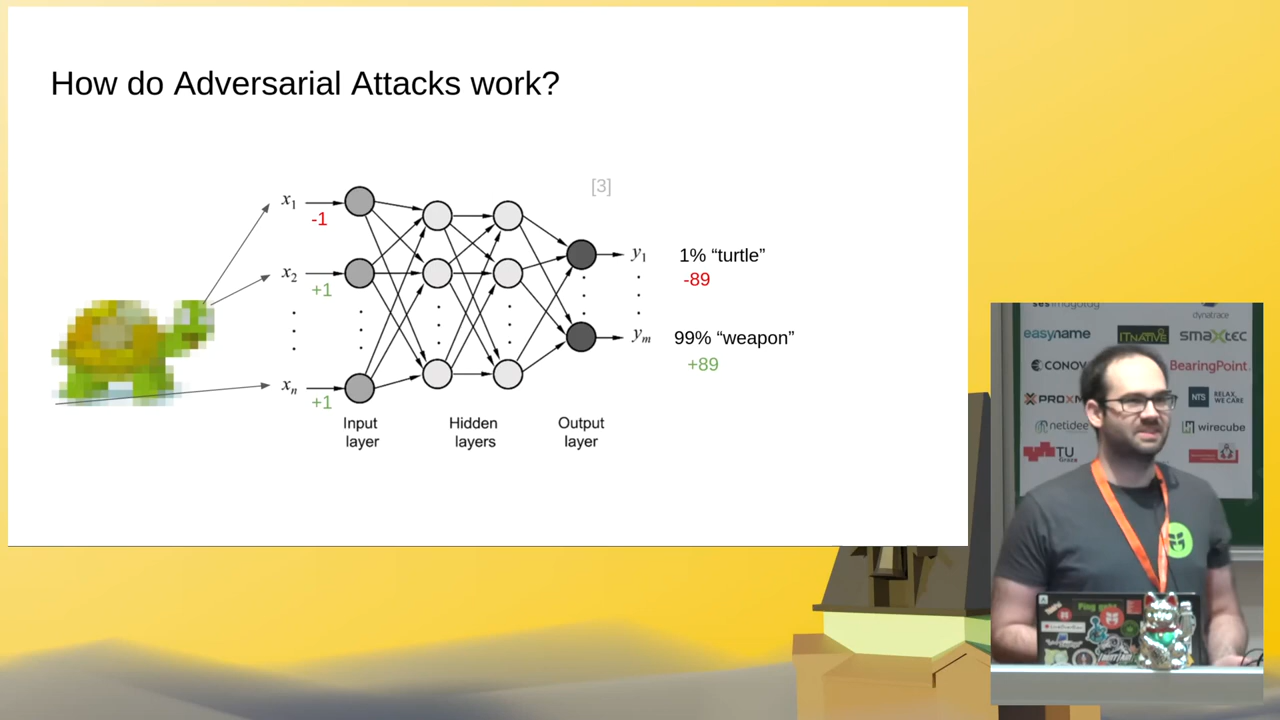 How do Adversarial Attacks work?
[3]
x1
-1
x2
+1
xn
+1
y1
1% “turtle”
-89
ym
99% “weapon”
+89
Input
layer
Hidden
layers
Output
layer
dynatrace
easyname
ITNATIVE
smaxtec
CONOV
BearingPoint.
PROXM
NTS
RELAX,
WE CARE
netidee
wirecube
TU
Graz